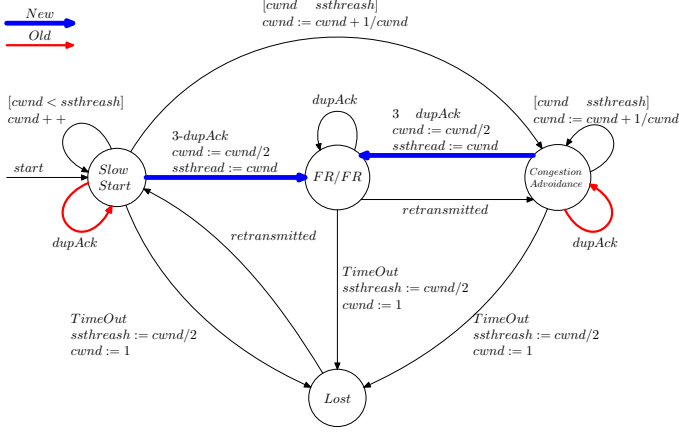 New
Old
[cwnd ssthreash]
cwnd := cwnd + 1/cwnd
[cwnd < ssthreash]
cwnd + +
dupAck
3 dupAck
cwnd := cwnd/2
ssthread := cwnd
[cwnd ssthreash]
cwnd := cwnd + 1/cwnd
3-dupAck
cwnd := cwnd/2
ssthread := cwnd
start
Slow
Start
FR/FR
Congestion
Advoidance
retransmitted
dupAck
dupAck
retransmitted
TimeOut
ssthreash := cwnd/2
cwnd := 1
TimeOut
ssthreash := cwnd/2
cwnd := 1
TimeOut
ssthreash := cwnd/2
cwnd := 1
Lost